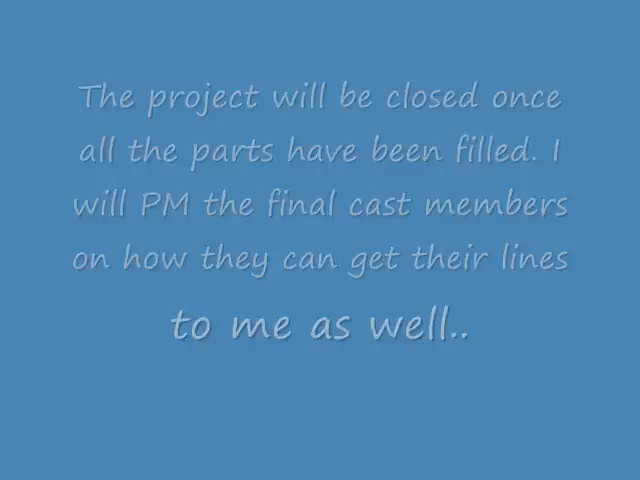 The project will be closed once
all the parts have been filled. I
will PM the final cast members
on how they can get their lines
to me as well..